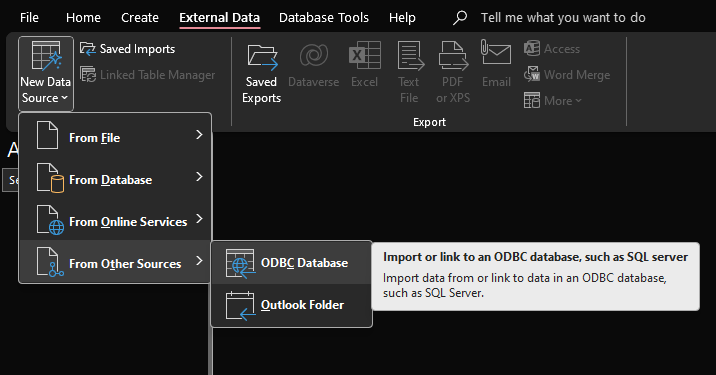 File Home Create External Data Database Tools Help Tell me what you want to do
New Data
Source
Saved Imports
Linked Table Manager
Saved
Exports
Dataverse
Excel
Text
File
PDF
or XPS
Email
Access
Word Merge
More
Export
From File
From Database
From Online Services
From Other Sources
A
Se
ODBC Database
Outlook Folder
Import or link to an ODBC database, such as SQL server
Import data from or link to data in an ODBC database,
such as SQL Server.